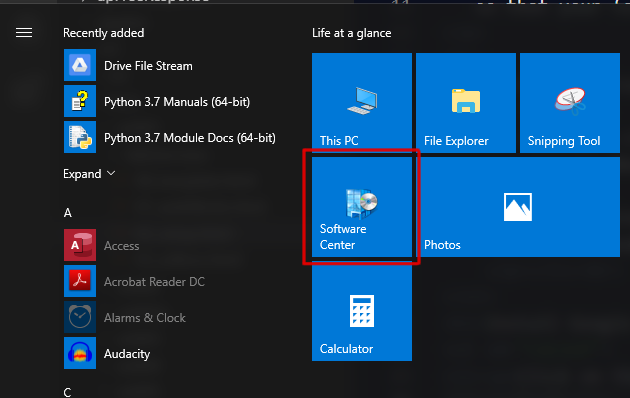 Recently added
Drive File Stream
Python 3.7 Manuals (64-bit)
Python 3.7 Module Docs (64-bit)
Expand
A
Access
Acrobat Reader DC
Alarms & Clock
Audacity
C
Life at a glance
This PC
File Explorer
Snipping Tool
Software
Center
Photos
Calculator